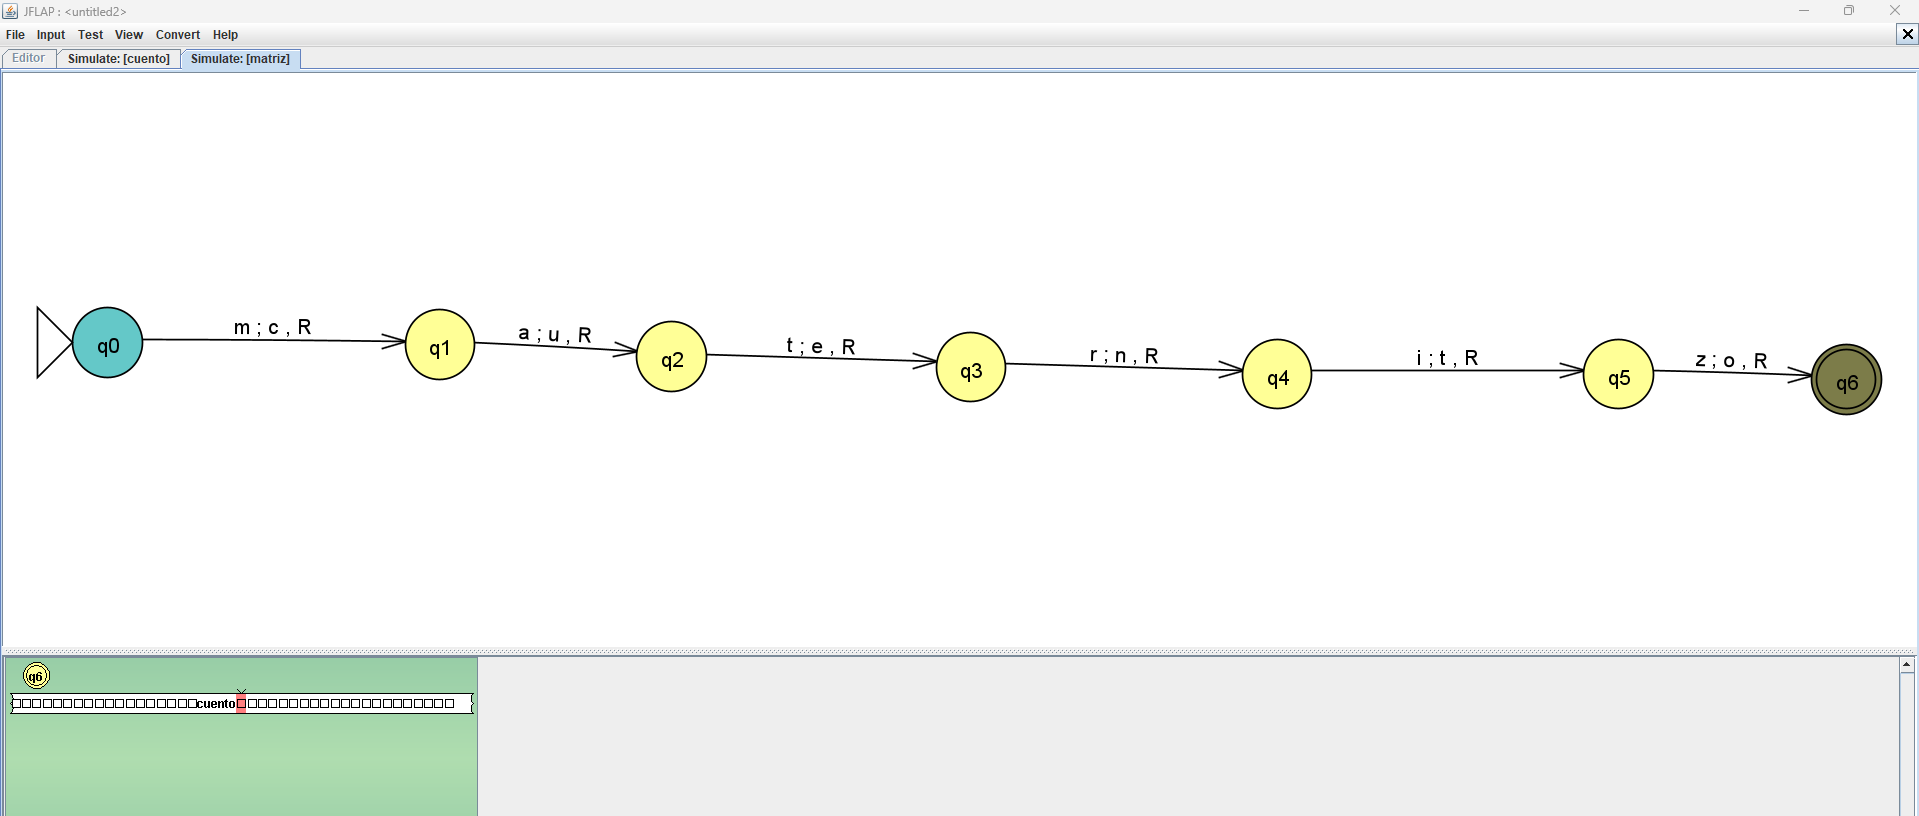 JFLAP : <untitled2>
File Input Test View Convert Help
Editor Simulate: [cuento] Simulate: [matriz]
q0 m ; c , R q1 a ; u , R q2 t ; e , R q3 r ; n , R q4 i ; t , R q5 z ; o , R q6
q6
cuento